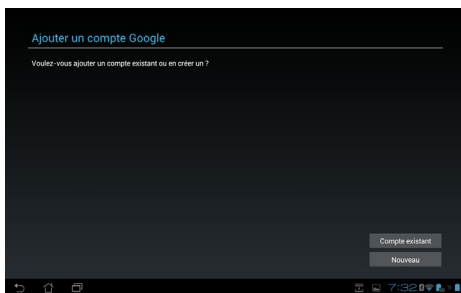 Ajouter un compte Google
Voulez-vous ajouter un compte existant ou en créer un ?
Compte existant
Nouveau
7:32